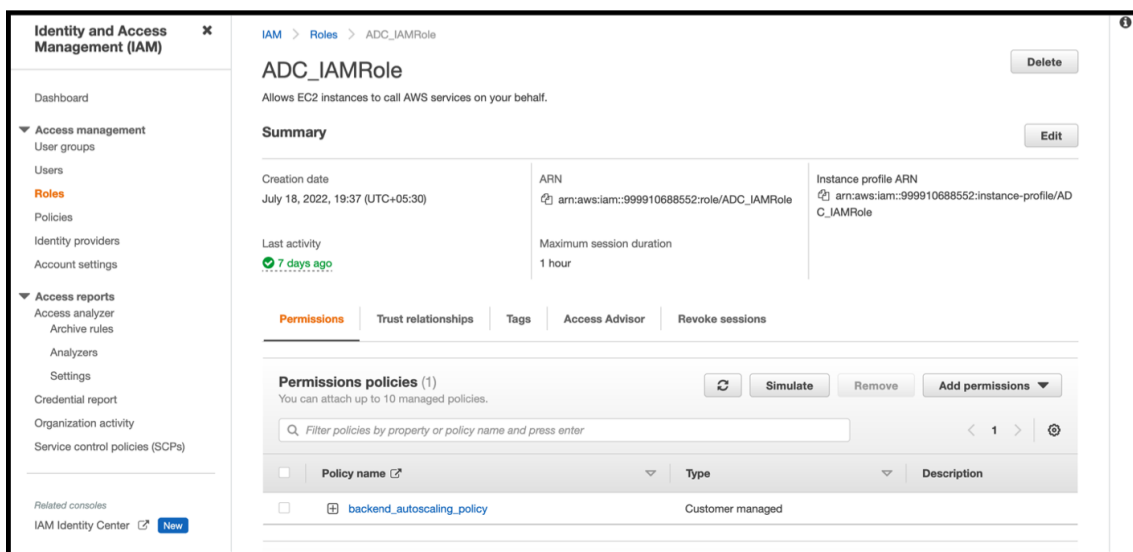 Identity and Access
Management (IAM)
Dashboard
Access management
User groups
Users
Roles
Policies
Identity providers
Account settings
Access reports
Access analyzer
Archive rules
Analyzers
Settings
Credential report
Organization activity
Service control policies (SCPs)
Related consoles
IAM Identity Center New
IAM > Roles > ADC_IAMRole
ADC_IAMRole
Delete
Allows EC2 instances to call AWS services on your behalf.
Summary
Edit
Creation date
July 18, 2022, 19:37 (UTC+05:30)
ARN
arn:aws:iam::999910688552:role/ADC_IAMRole
Instance profile ARN
arn:aws:iam::999910688552:instance-profile/AD
C_IAMRole
Last activity
7 days ago
Maximum session duration
1 hour
Permissions Trust relationships Tags Access Advisor Revoke sessions
Permissions policies (1)
You can attach up to 10 managed policies.
Simulate Remove Add permissions
Filter policies by property or policy name and press enter
< 1 >
Policy name Type Description
backend_autoscaling_policy Customer managed